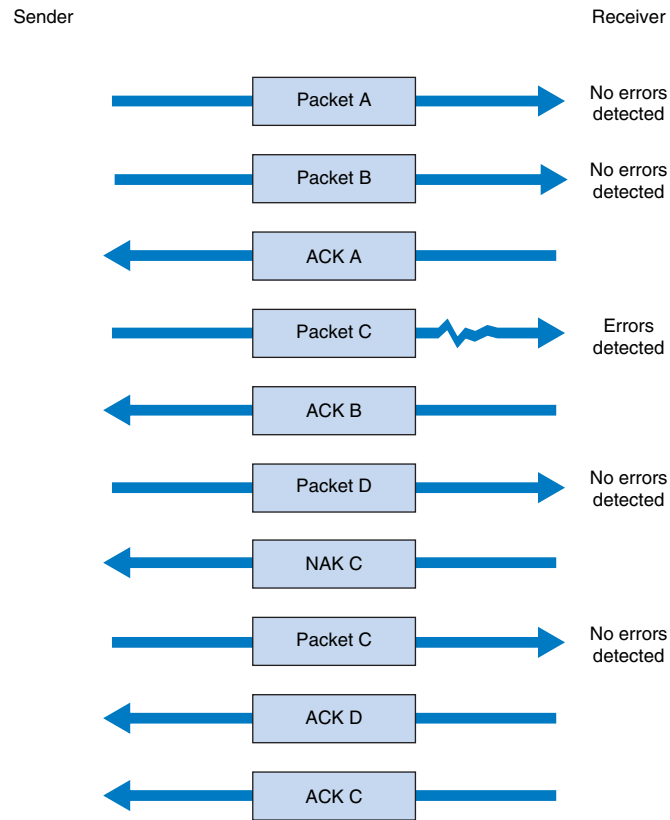 Sender
Receiver
Packet A
No errors
detected
Packet B
No errors
detected
ACK A
Packet C
Errors
detected
ACK B
Packet D
No errors
detected
NAK C
Packet C
No errors
detected
ACK D
ACK C